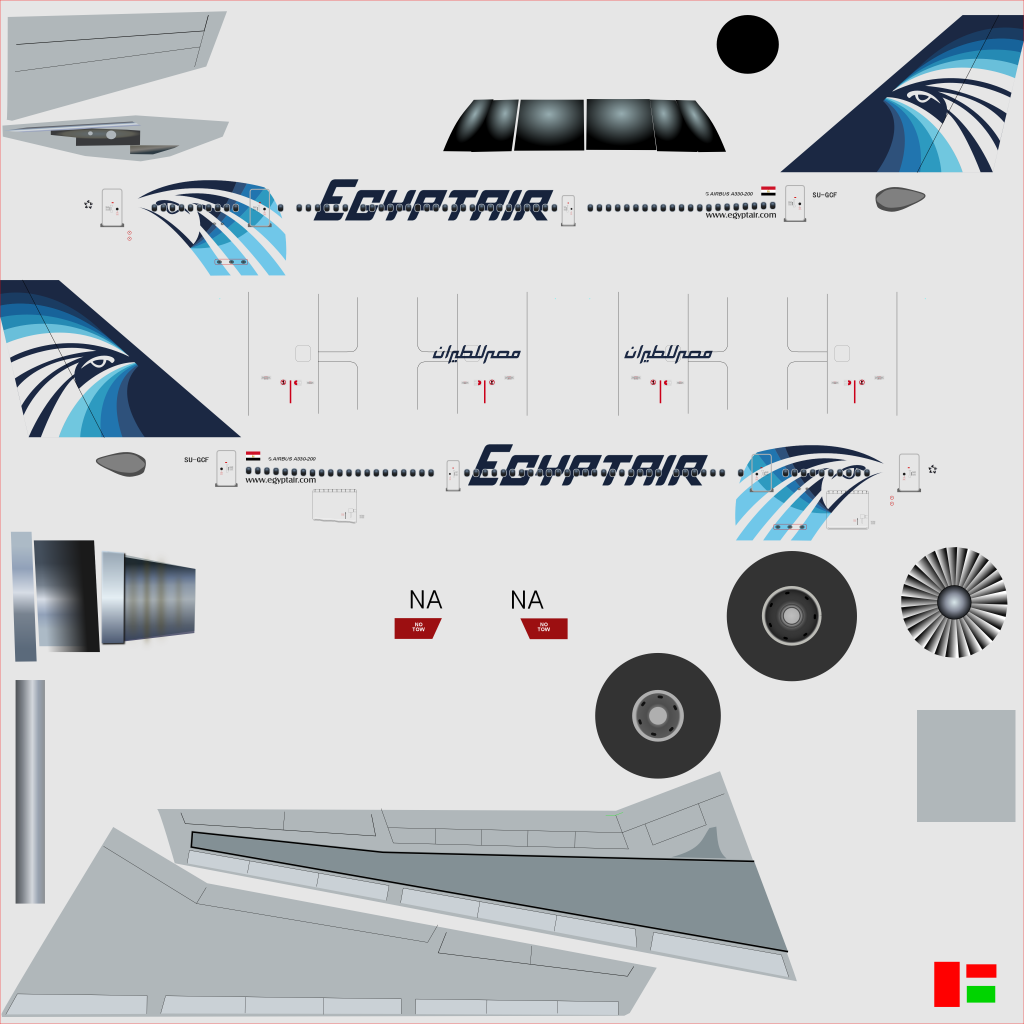 EGYPTAIR
AIRBUS A330-200
www.egyptair.com
SU-GCF
مصر للطيران
مصر للطيران
SU-GCF
AIRBUS A330-200
www.egyptair.com
EGYPTAIR
NA
NA
NO
TOW
NO
TOW